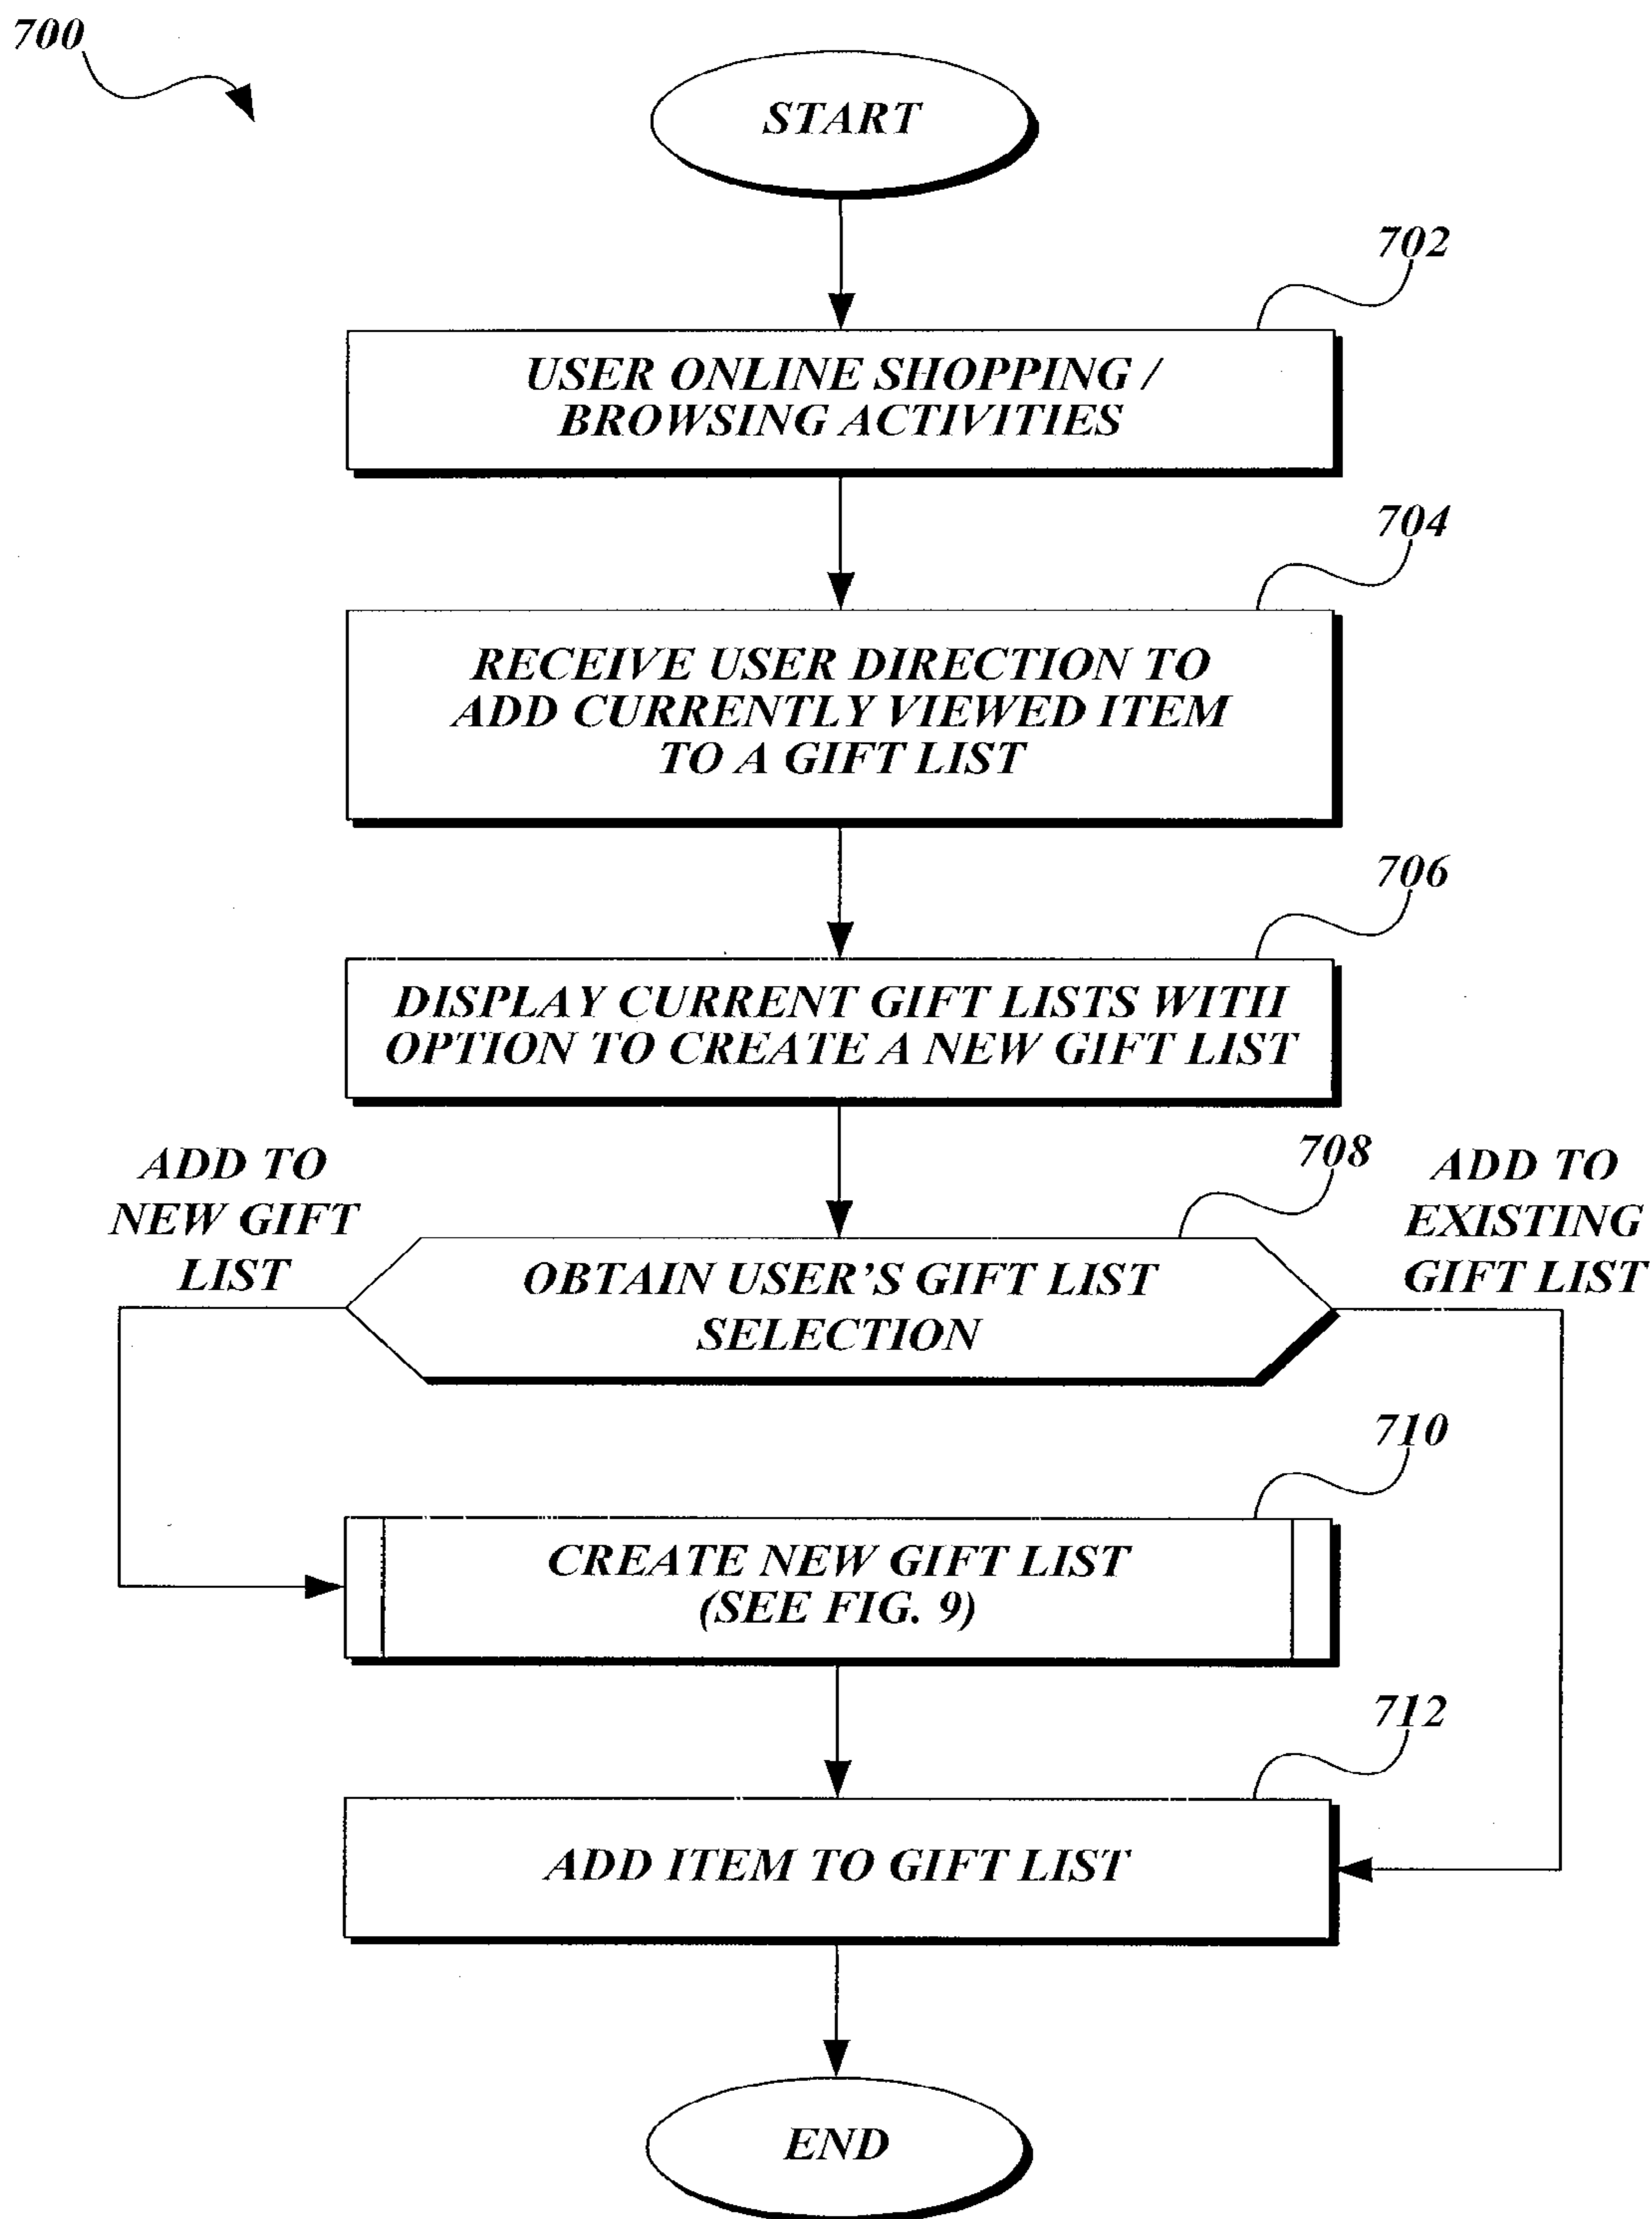 700
START
702
USER ONLINE SHOPPING /
BROWSING ACTIVITIES
704
RECEIVE USER DIRECTION TO
ADD CURRENTLY VIEWED ITEM
TO A GIFT LIST
706
DISPLAY CURRENT GIFT LISTS WITH
OPTION TO CREATE A NEW GIFT LIST
ADD TO
NEW GIFT
LIST
708
ADD TO
EXISTING
GIFT LIST
OBTAIN USER'S GIFT LIST
SELECTION
710
CREATE NEW GIFT LIST
(SEE FIG. 9)
712
ADD ITEM TO GIFT LIST
END